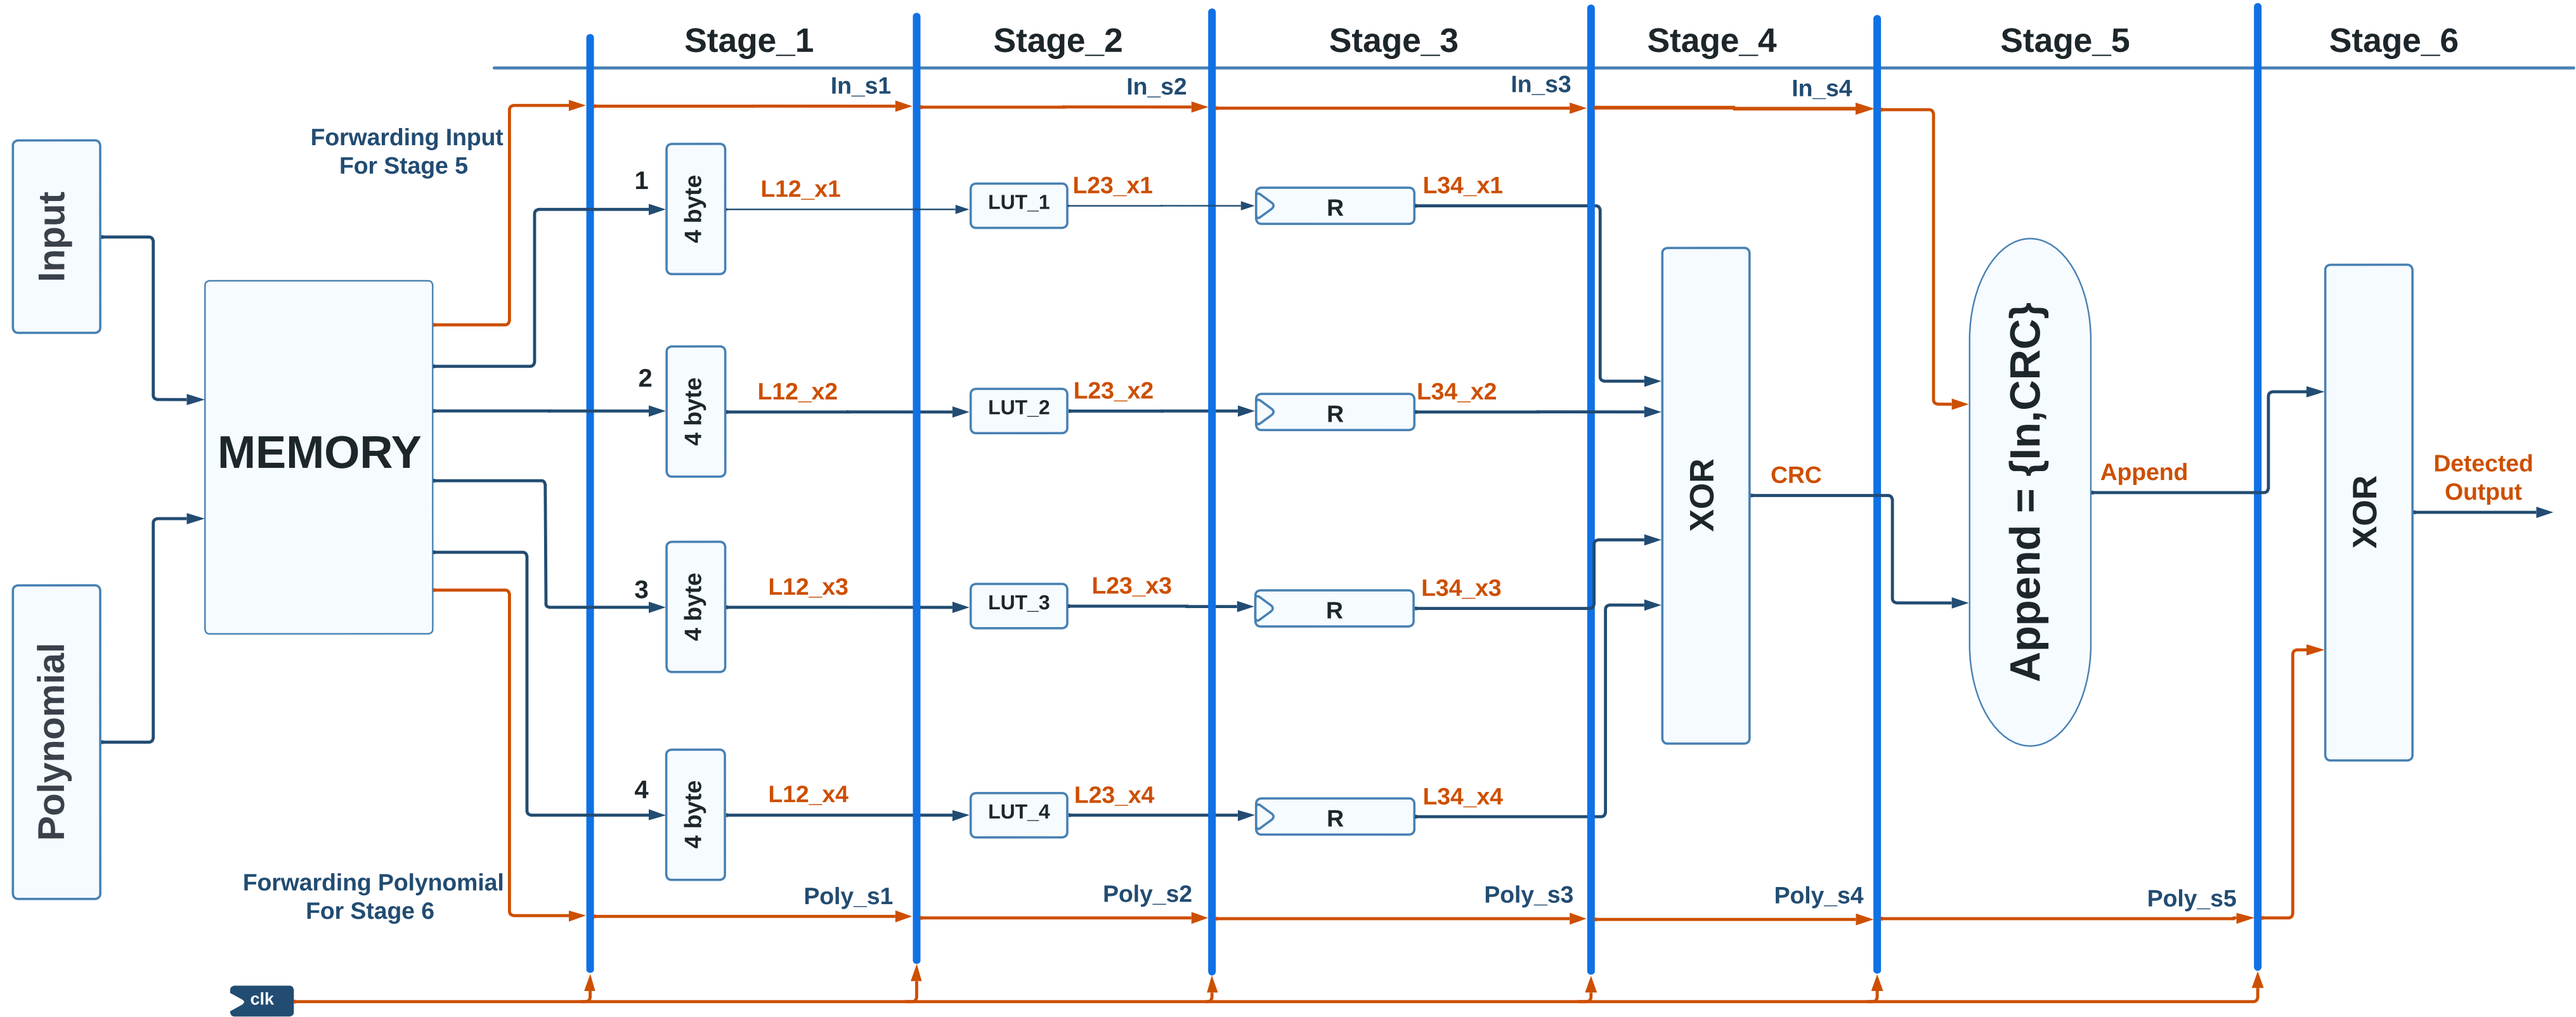 Stage_1
Stage_2
Stage_3
Stage_4
Stage_5
Stage_6
In_s1
In_s2
In_s3
In_s4
Forwarding Input
For Stage 5
Input
MEMORY
Polynomial
1
4 byte
L12_x1
LUT_1
L23_x1
R
L34_x1
2
4 byte
L12_x2
LUT_2
L23_x2
R
L34_x2
3
4 byte
L12_x3
LUT_3
L23_x3
R
L34_x3
4
4 byte
L12_x4
LUT_4
L23_x4
R
L34_x4
XOR
CRC
Append = {In,CRC}
Append
XOR
Detected
Output
Forwarding Polynomial
For Stage 6
Poly_s1
Poly_s2
Poly_s3
Poly_s4
Poly_s5
clk